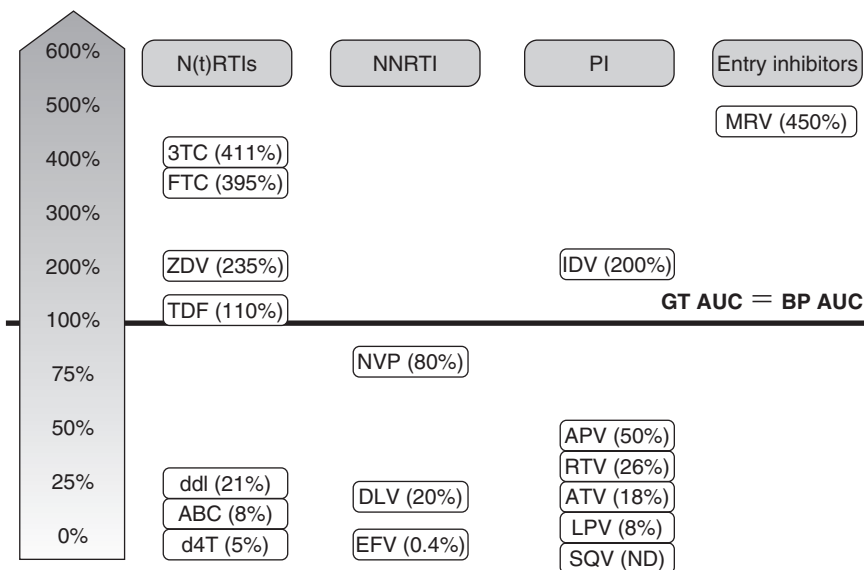 600%
500%
400%
300%
200%
100%
75%
50%
25%
0%
N(t)RTIs
3TC (411%)
FTC (395%)
ZDV (235%)
TDF (110%)
ddI (21%)
ABC (8%)
d4T (5%)
NNRTI
NVP (80%)
DLV (20%)
EFV (0.4%)
PI
IDV (200%)
APV (50%)
RTV (26%)
ATV (18%)
LPV (8%)
SQV (ND)
Entry inhibitors
MRV (450%)
GT AUC = BP AUC